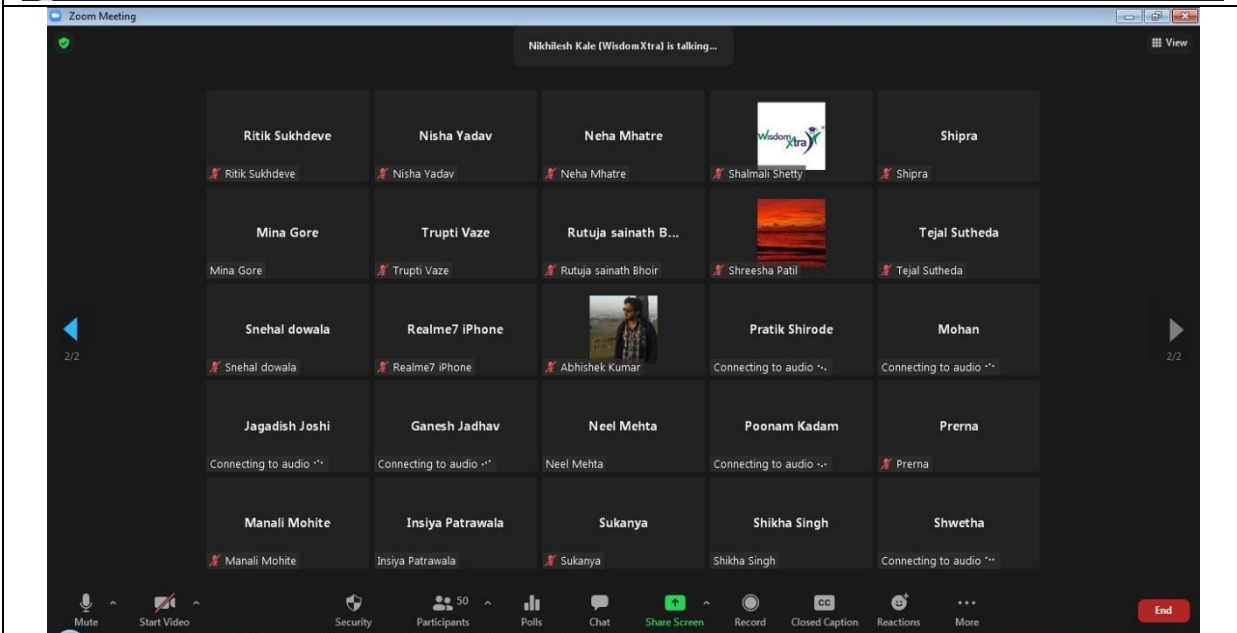 Zoom Meeting
Nikhilesh Kale (WisdomXtra) is talking...
View
Ritik Sukhdeve
Nisha Yadav
Neha Mhatre
WisdomXtra
Shipra
Ritik Sukhdeve
Nisha Yadav
Neha Mhatre
Shalmali Shetty
Shipra
Mina Gore
Trupti Vaze
Rutuja sainath B...
Tejal Sutheda
Mina Gore
Trupti Vaze
Rutuja sainath Bhoir
Shreesha Patil
Tejal Sutheda
Snehal dowala
Realme7 iPhone
Pratik Shirode
Mohan
2/2
2/2
Snehal dowala
Realme7 iPhone
Abhishek Kumar
Connecting to audio
Connecting to audio
Jagadish Joshi
Ganesh Jadhav
Neel Mehta
Poonam Kadam
Prerna
Connecting to audio
Connecting to audio
Neel Mehta
Connecting to audio
Prerna
Manali Mohite
Insiya Patrawala
Sukanya
Shikha Singh
Shwetha
Manali Mohite
Insiya Patrawala
Sukanya
Shikha Singh
Connecting to audio
50
CC
Mute
Start Video
Security
Participants
Polls
Chat
Share Screen
Record
Closed Caption
Reactions
More
End